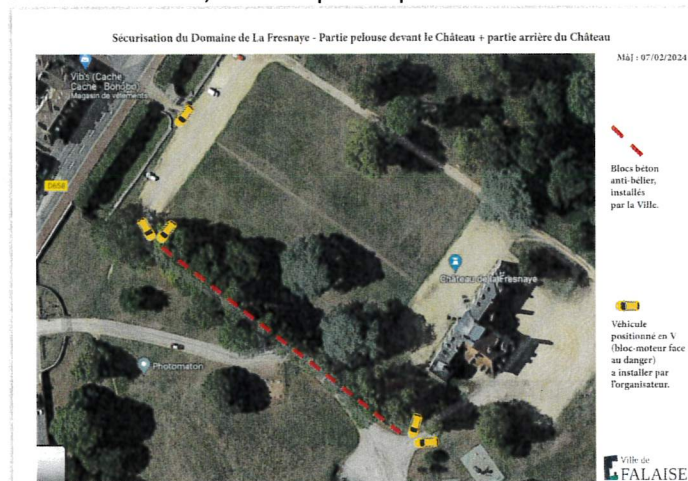 Sécurisation du Domaine de La Fresnaye - Partie pelouse devant le Château + partie arrière du Château
Màj : 07/02/2024
Vib's (Cache
Cache - Bonobo)
Magasin de vêtements
D658
Château de la Fresnaye
Photomaton
Blocs béton
anti-bélier,
installés
par la Ville.
Véhicule
positionné en V
(bloc-moteur face
au danger)
a installer par
l'organisateur.
Ville de
FALAISE